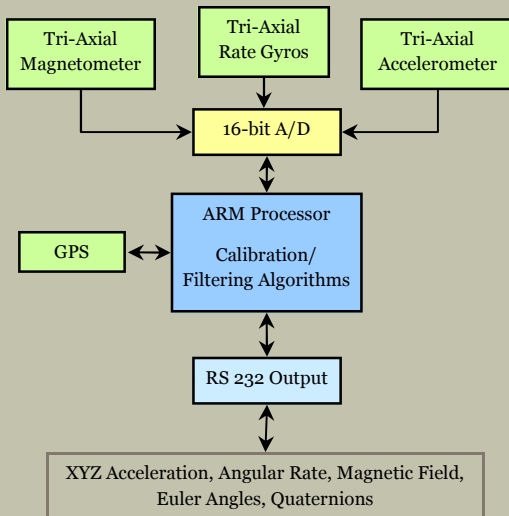 Tri-Axial
Magnetometer
Tri-Axial
Rate Gyros
Tri-Axial
Accelerometer
16-bit A/D
ARM Processor
Calibration/
Filtering Algorithms
GPS
RS 232 Output
XYZ Acceleration, Angular Rate, Magnetic Field,
Euler Angles, Quaternions